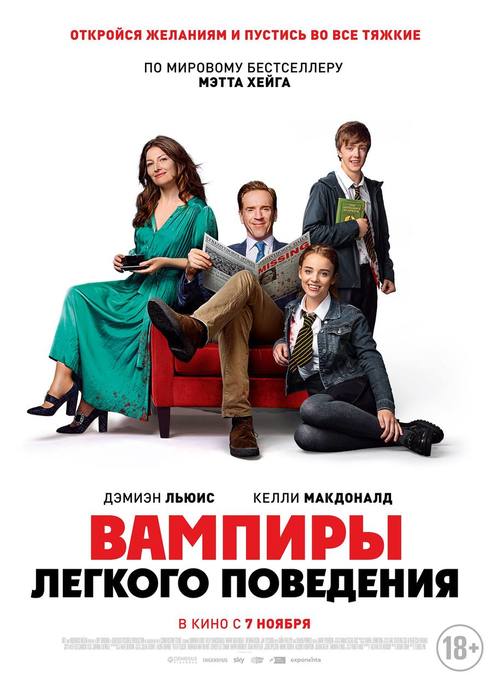 ОТКРОЙСЯ ЖЕЛАНИЯМ И ПУСТИСЬ ВО ВСЕ ТЯЖКИЕ
ПО МИРОВОМУ БЕСТСЕЛЛЕРУ
МЭТТА ХЕЙГА
MISSING
ДЭМИЭН ЛЬЮИС КЕЛЛИ МАКДОНАЛД
ВАМПИРЫ
ЛЕГКОГО ПОВЕДЕНИЯ
В КИНО С 7 НОЯБРЯ
18+
sky